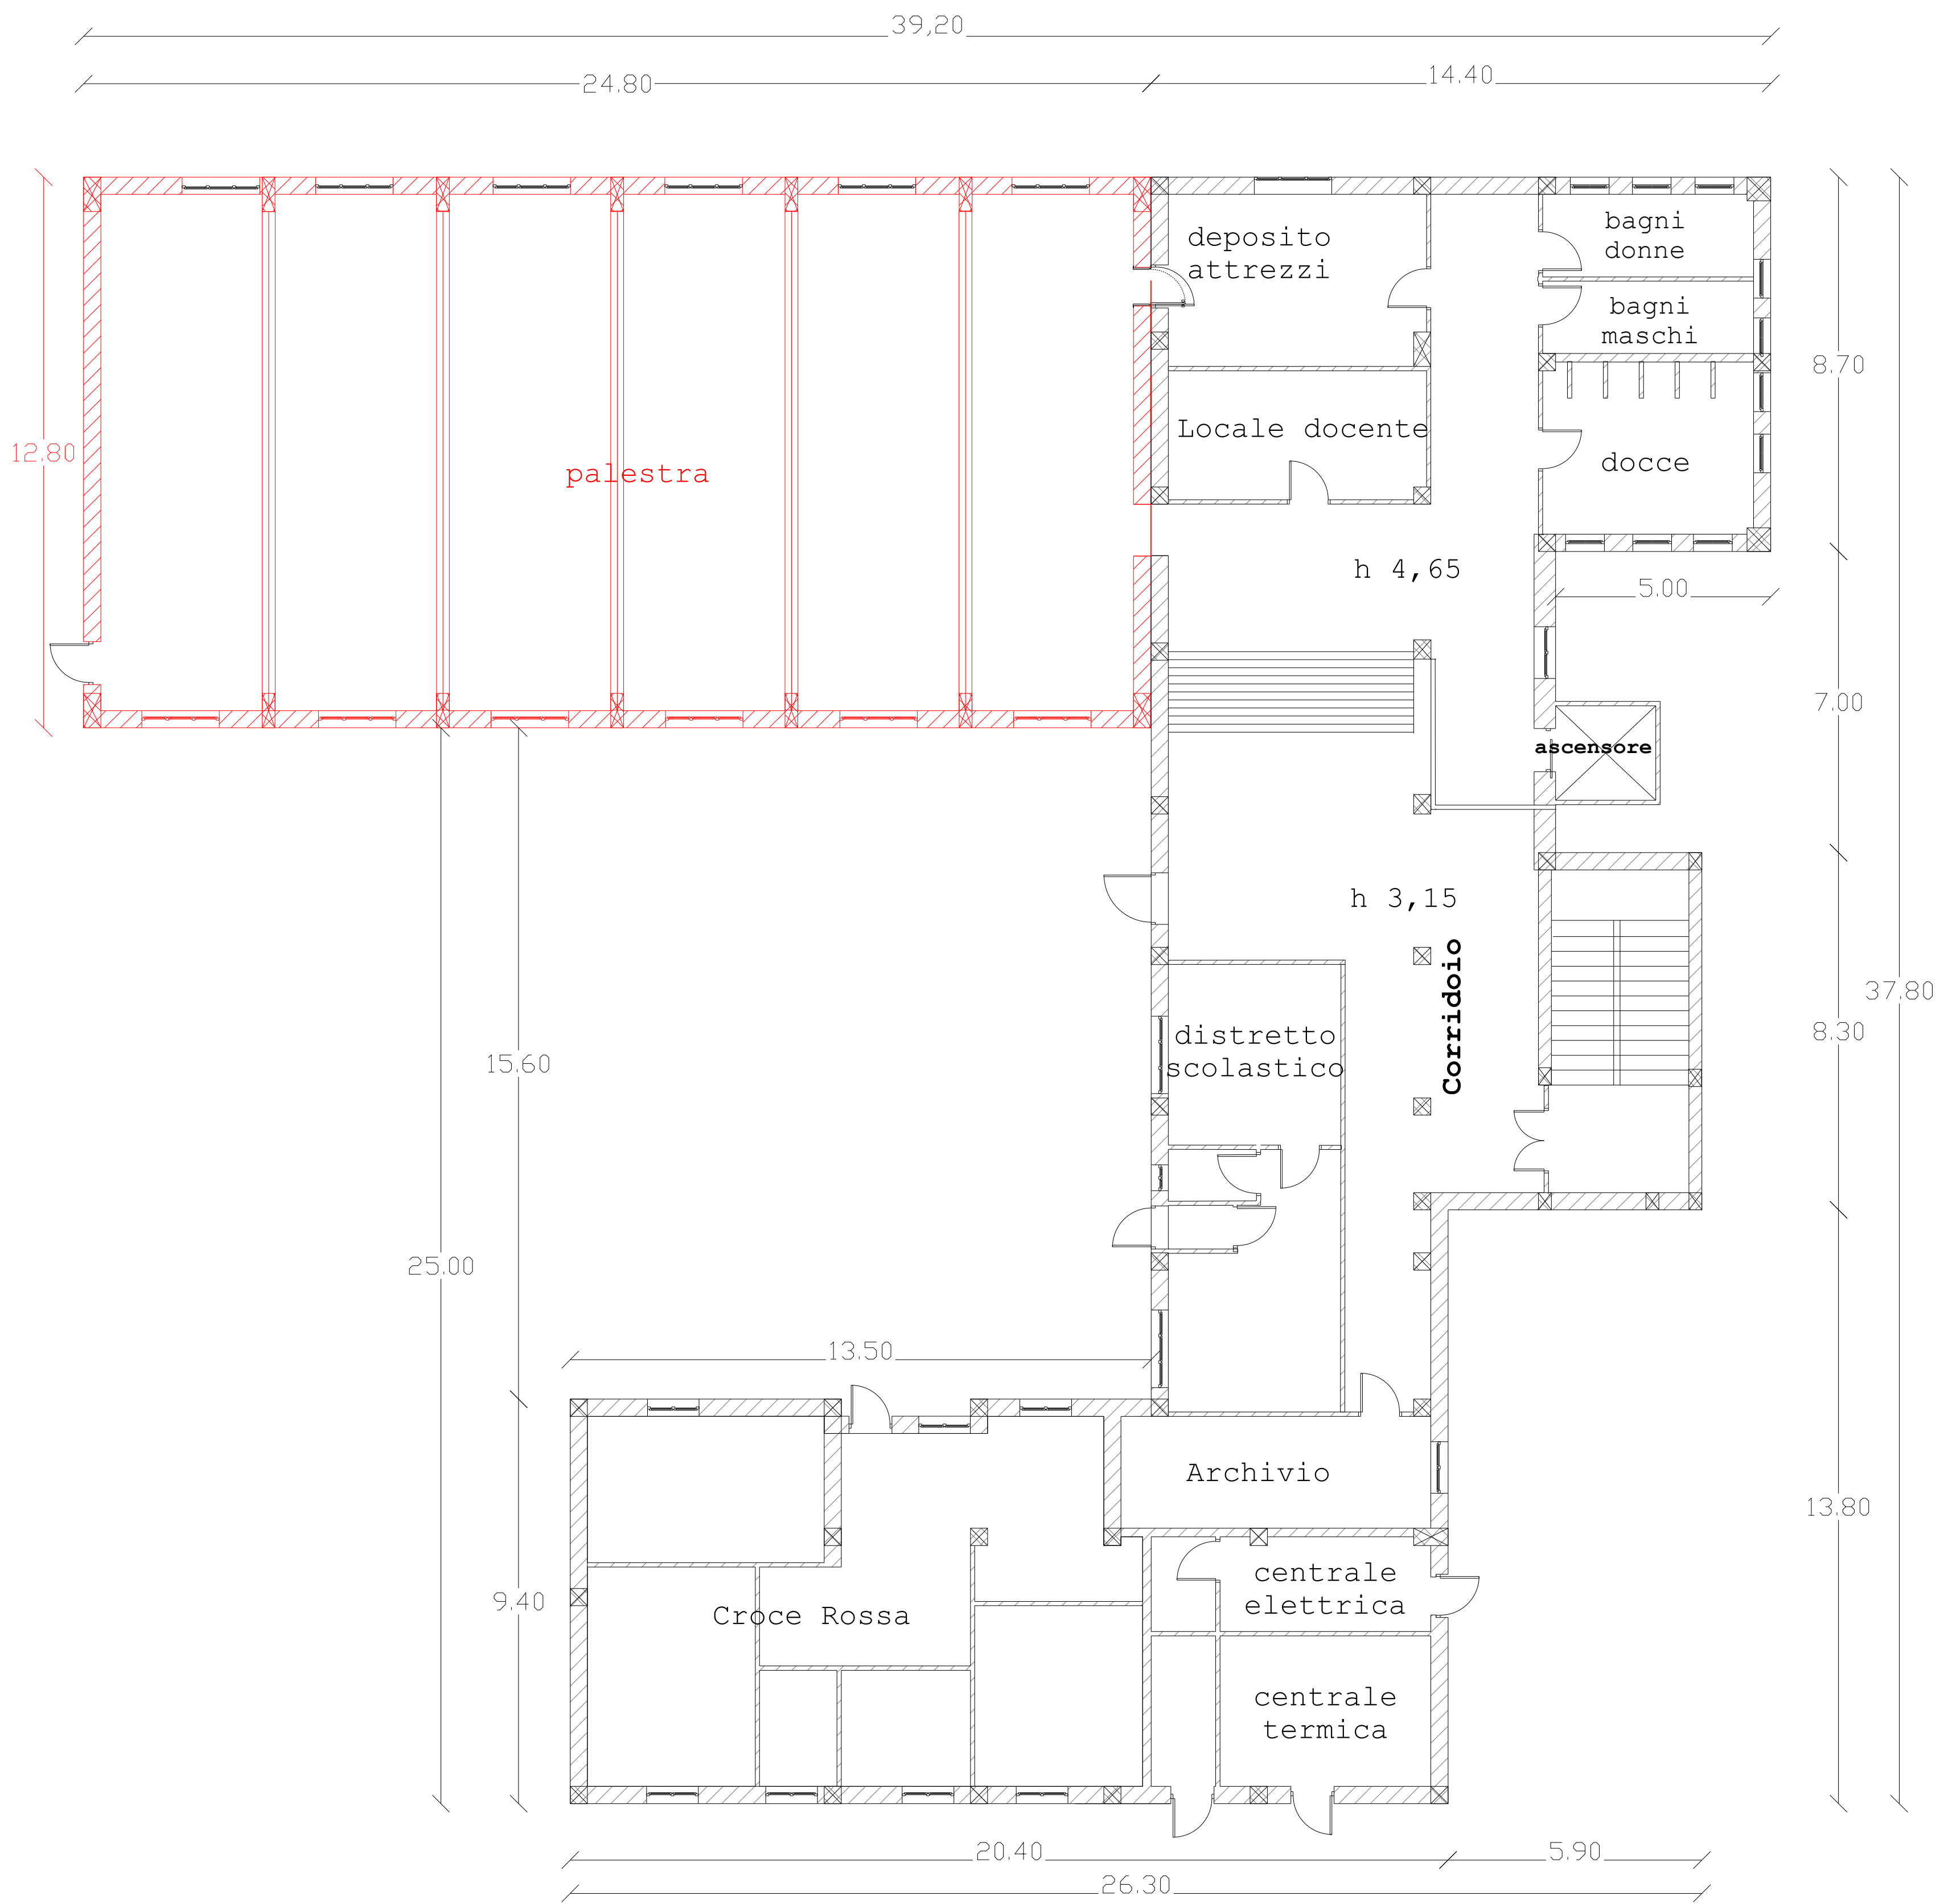 39,20
24.80
14.40
deposito
attrezzi
bagni
donne
bagni
maschi
8.70
12.80
palestra
Locale docente
docce
h 4,65
5.00
7.00
ascensore
h 3,15
Corridoio
37.80
8.30
distretto
scolastico
15.60
25.00
13.50
Archivio
13.80
centrale
elettrica
9.40
Croce Rossa
centrale
termica
20.40
5.90
26.30